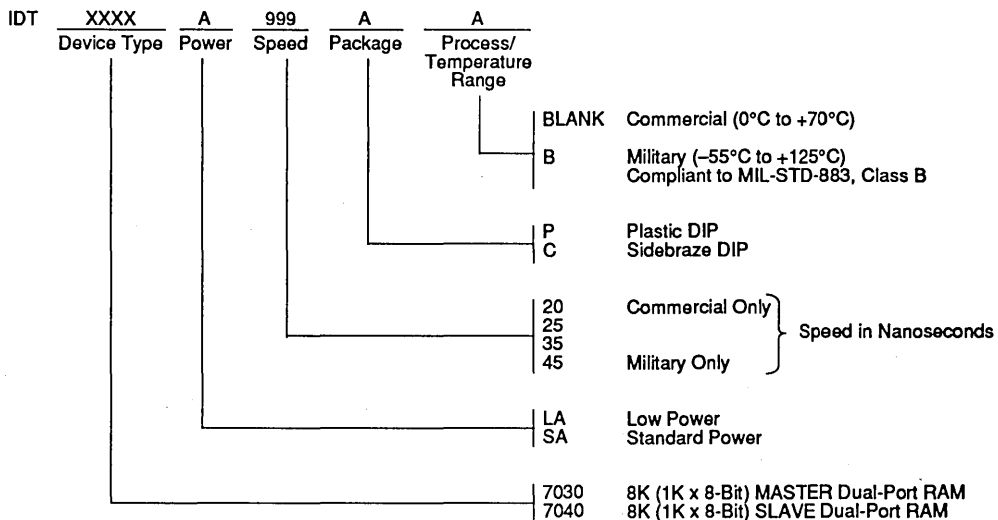 IDT XXXX A 999 A A
Device Type Power Speed Package Process/
Temperature
Range
BLANK Commercial (0°C to +70°C)
B Military (–55°C to +125°C)
Compliant to MIL-STD-883, Class B
P Plastic DIP
C Sidebraze DIP
20 Commercial Only
25
35 Speed in Nanoseconds
45 Military Only
LA Low Power
SA Standard Power
7030 8K (1K x 8-Bit) MASTER Dual-Port RAM
7040 8K (1K x 8-Bit) SLAVE Dual-Port RAM